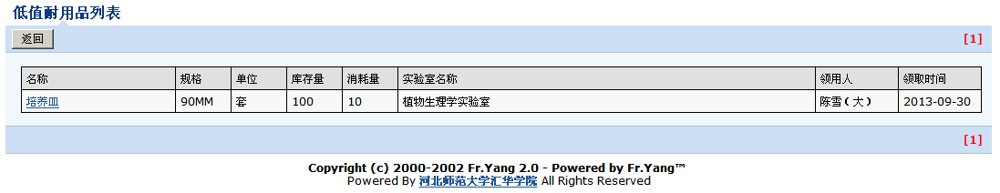 低值耐用品列表
返回 [1]
名称 规格 单位 库存量 消耗量 实验室名称 领用人 领取时间
培养皿 90MM 套 100 10 植物生理学实验室 陈雪（大） 2013-09-30
[1]
Copyright (c) 2000-2002 Fr.Yang 2.0 - Powered by Fr.Yang™
Powered By 河北师范大学汇华学院 All Rights Reserved